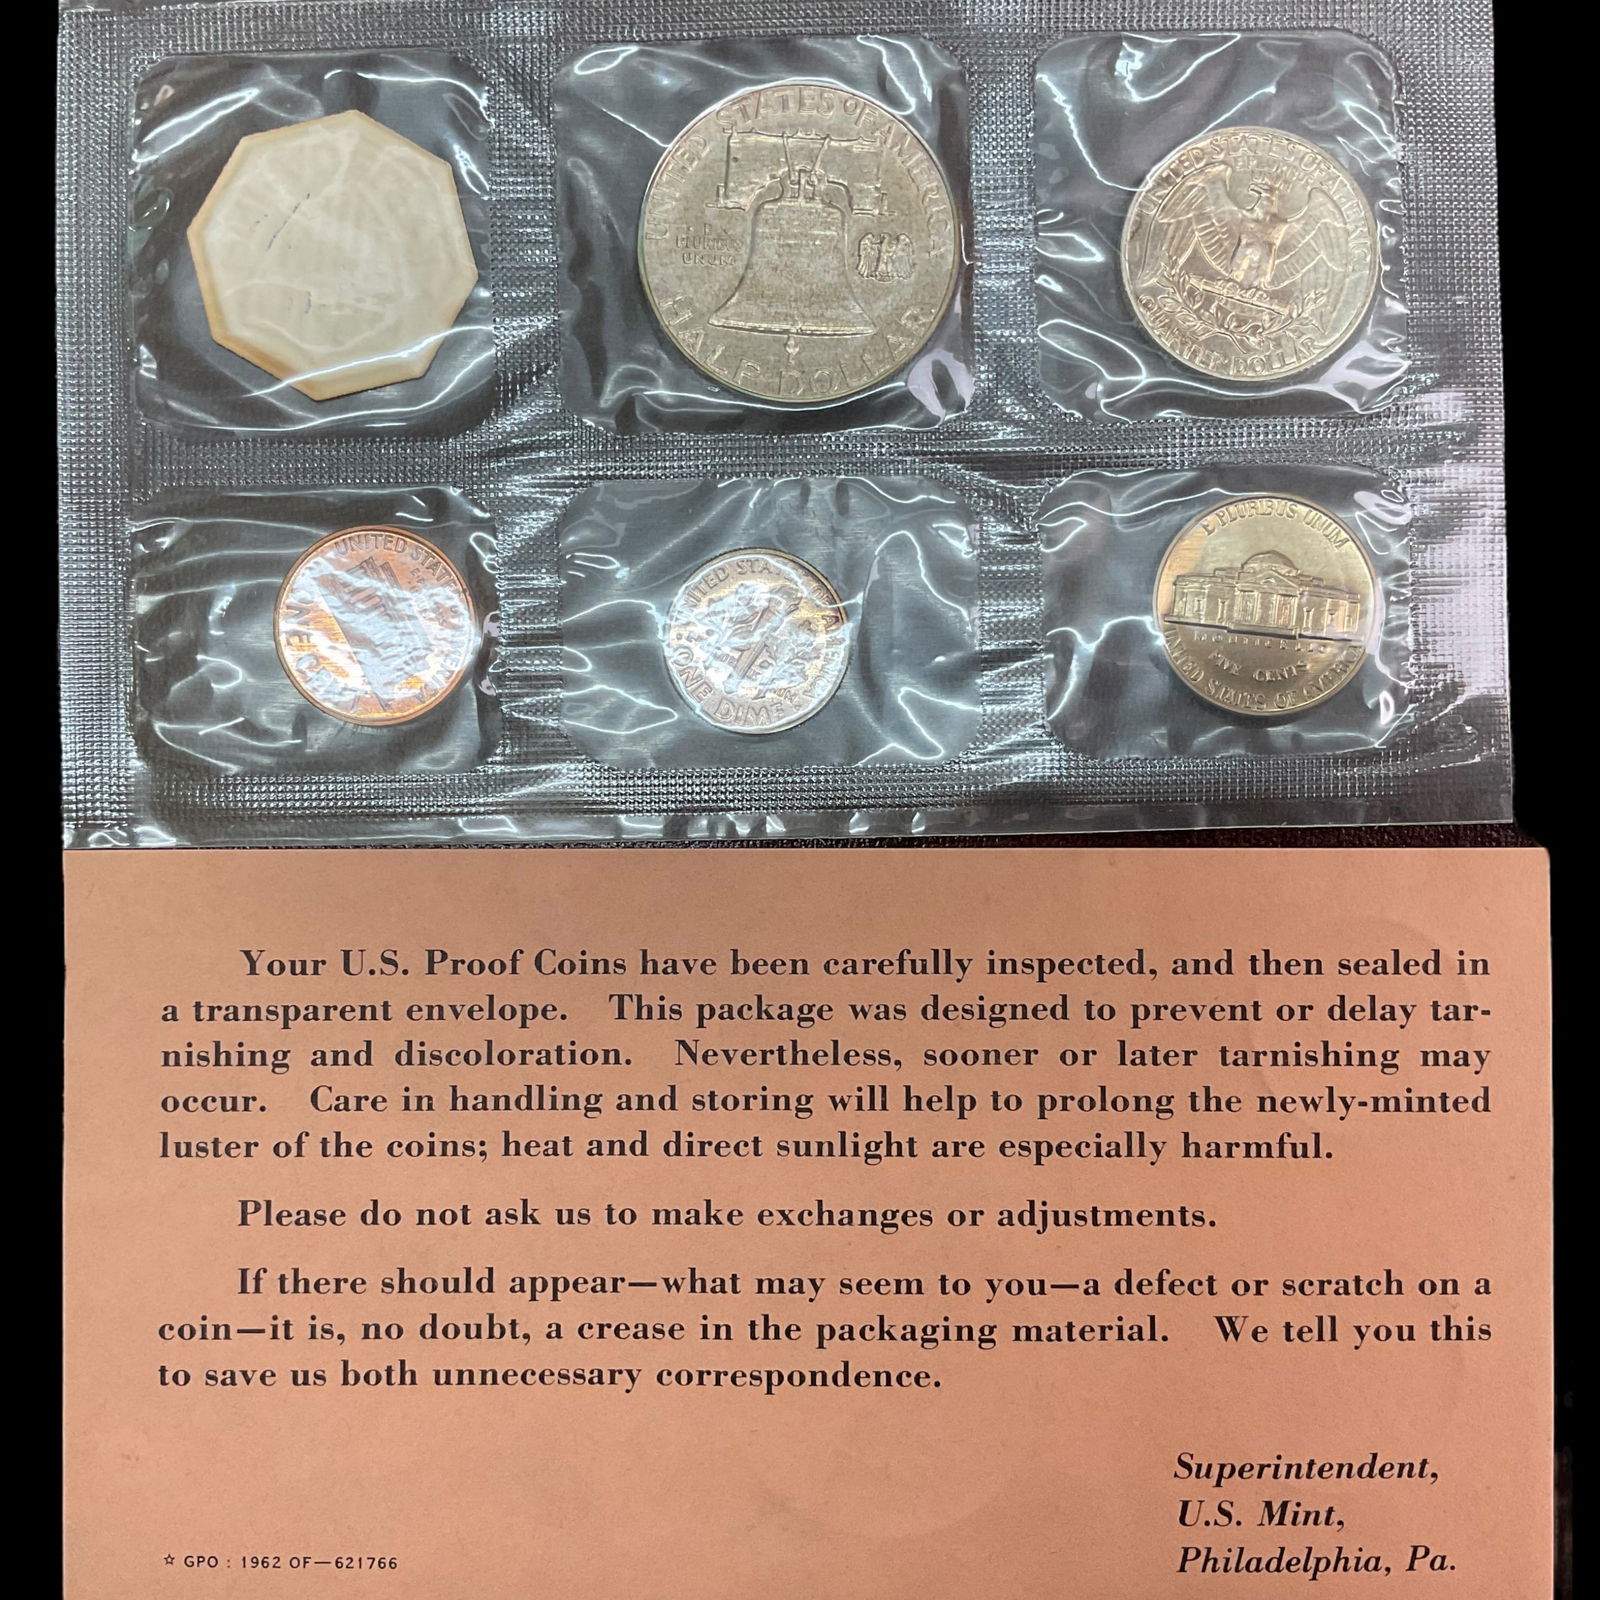 UNITED STATES OF AMERICA
E
PLURIBUS
UNUM
HALF DOLLAR
UNITED STATES OF AMERICA
QUARTER DOLLAR
UNITED STAT
CEN
UNITED STA OF AMERICA
ONE DIME
E PLURIBUS UNUM
MONTICELLO
FIVE CENTS
UNITED STATES OF AMERICA
Your U.S. Proof Coins have been carefully inspected, and then sealed in
a transparent envelope. This package was designed to prevent or delay tar-
nishing and discoloration. Nevertheless, sooner or later tarnishing may
occur. Care in handling and storing will help to prolong the newly-minted
luster of the coins; heat and direct sunlight are especially harmful.
Please do not ask us to make exchanges or adjustments.
If there should appear—what may seem to you—a defect or scratch on a
coin—it is, no doubt, a crease in the packaging material. We tell you this
to save us both unnecessary correspondence.
Superintendent,
U.S. Mint,
Philadelphia, Pa.
☆ GPO : 1962 OF—621766